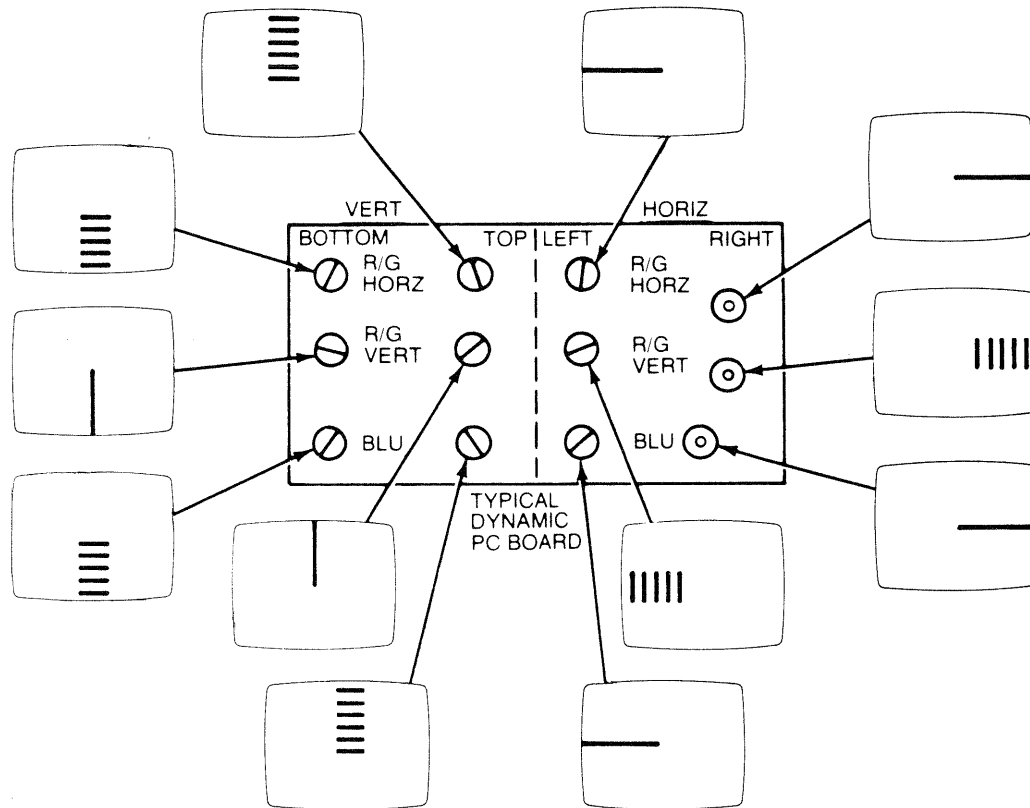 VERT
HORIZ
BOTTOM
TOP
LEFT
RIGHT
R/G
HORZ
R/G
HORZ
R/G
VERT
R/G
VERT
BLU
BLU
TYPICAL
DYNAMIC
PC BOARD